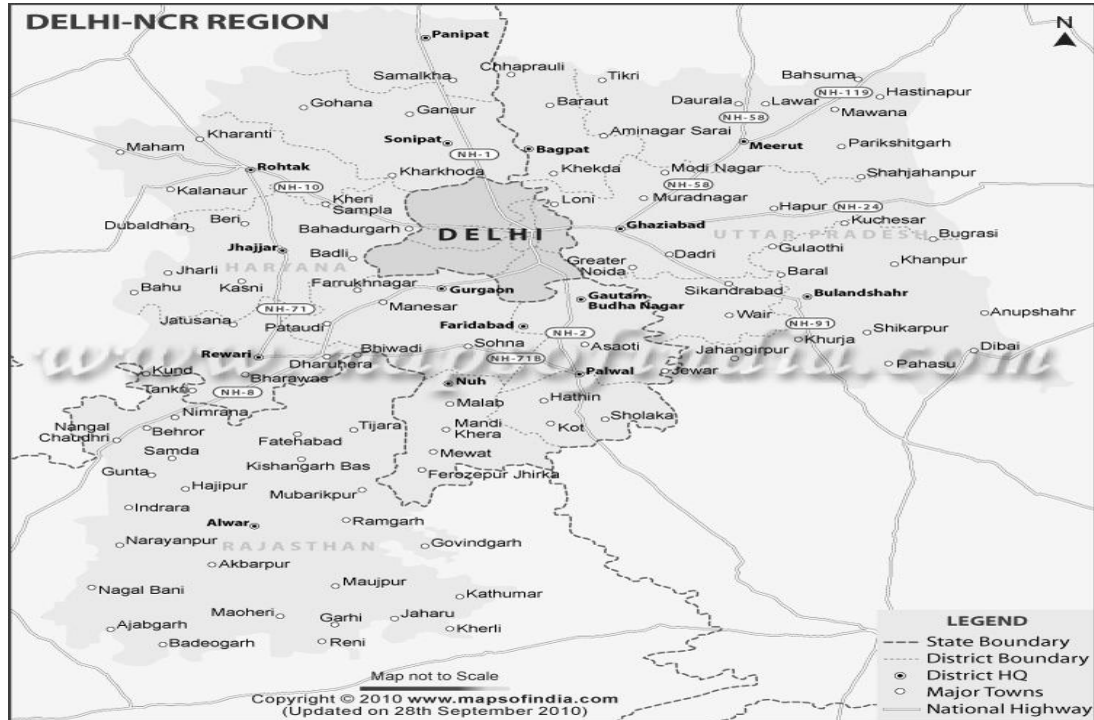 DELHI-NCR REGION
N
Panipat
Samalkha
Chhaprauli
Tikri
Bahsuma
Gohana
Ganaur
Baraut
Daurala
Lawar
NH-119
Hastinapur
NH-58
Mawana
Kharanti
Aminagar Sarai
Maham
Sonipat
NH-1
Bagpat
Meerut
Parikshitgarh
Rohtak
Kharkhoda
Khekda
Modi Nagar
Shahjahanpur
NH-10
NH-58
Kalanaur
Kheri
Sampla
Loni
Muradnagar
Hapur
NH-24
Dubaldhan
Beri
Bahadurgarh
DELHI
Ghaziabad
Kuchesar
UTTAR PRADESH
Bugrasi
Jhajjar
Badli
Dadri
Gulaothi
HARYANA
Greater
Noida
Khanpur
Jharli
Baral
Bahu
Kasni
Farrukhnagar
Gurgaon
Gautam
Budha Nagar
Sikandrabad
Bulandshahr
Manesar
NH-71
Jatusana
Pataudi
Faridabad
NH-2
Wair
NH-91
Anupshahr
Shikarpur
Khurja
Rewari
Bhiwadi
Sohna
Asaoti
Jahangirpur
Dibai
www.mapsofindia.com
NH-71B
Dharuhera
Pahasu
Kund
Bharawas
Palwal
Jewar
Tankri
NH-8
Nuh
Malab
Hathin
Nimrana
Sholaka
Nangal
Chaudhri
Behror
Tijara
Mandi
Khera
Kot
Fatehabad
Samda
Mewat
Gunta
Kishangarh Bas
Ferozepur Jhirka
Hajipur
Mubarikpur
Indrara
Alwar
Ramgarh
Narayanpur
RAJASTHAN
Govindgarh
Akbarpur
Nagal Bani
Maujpur
Kathumar
Maoheri
Garhi
Jaharu
Ajabgarh
Kherli
Badeogarh
Reni
LEGEND
State Boundary
District Boundary
District HQ
Major Towns
National Highway
Map not to Scale
Copyright © 2010 www.mapsofindia.com
(Updated on 28th September 2010)